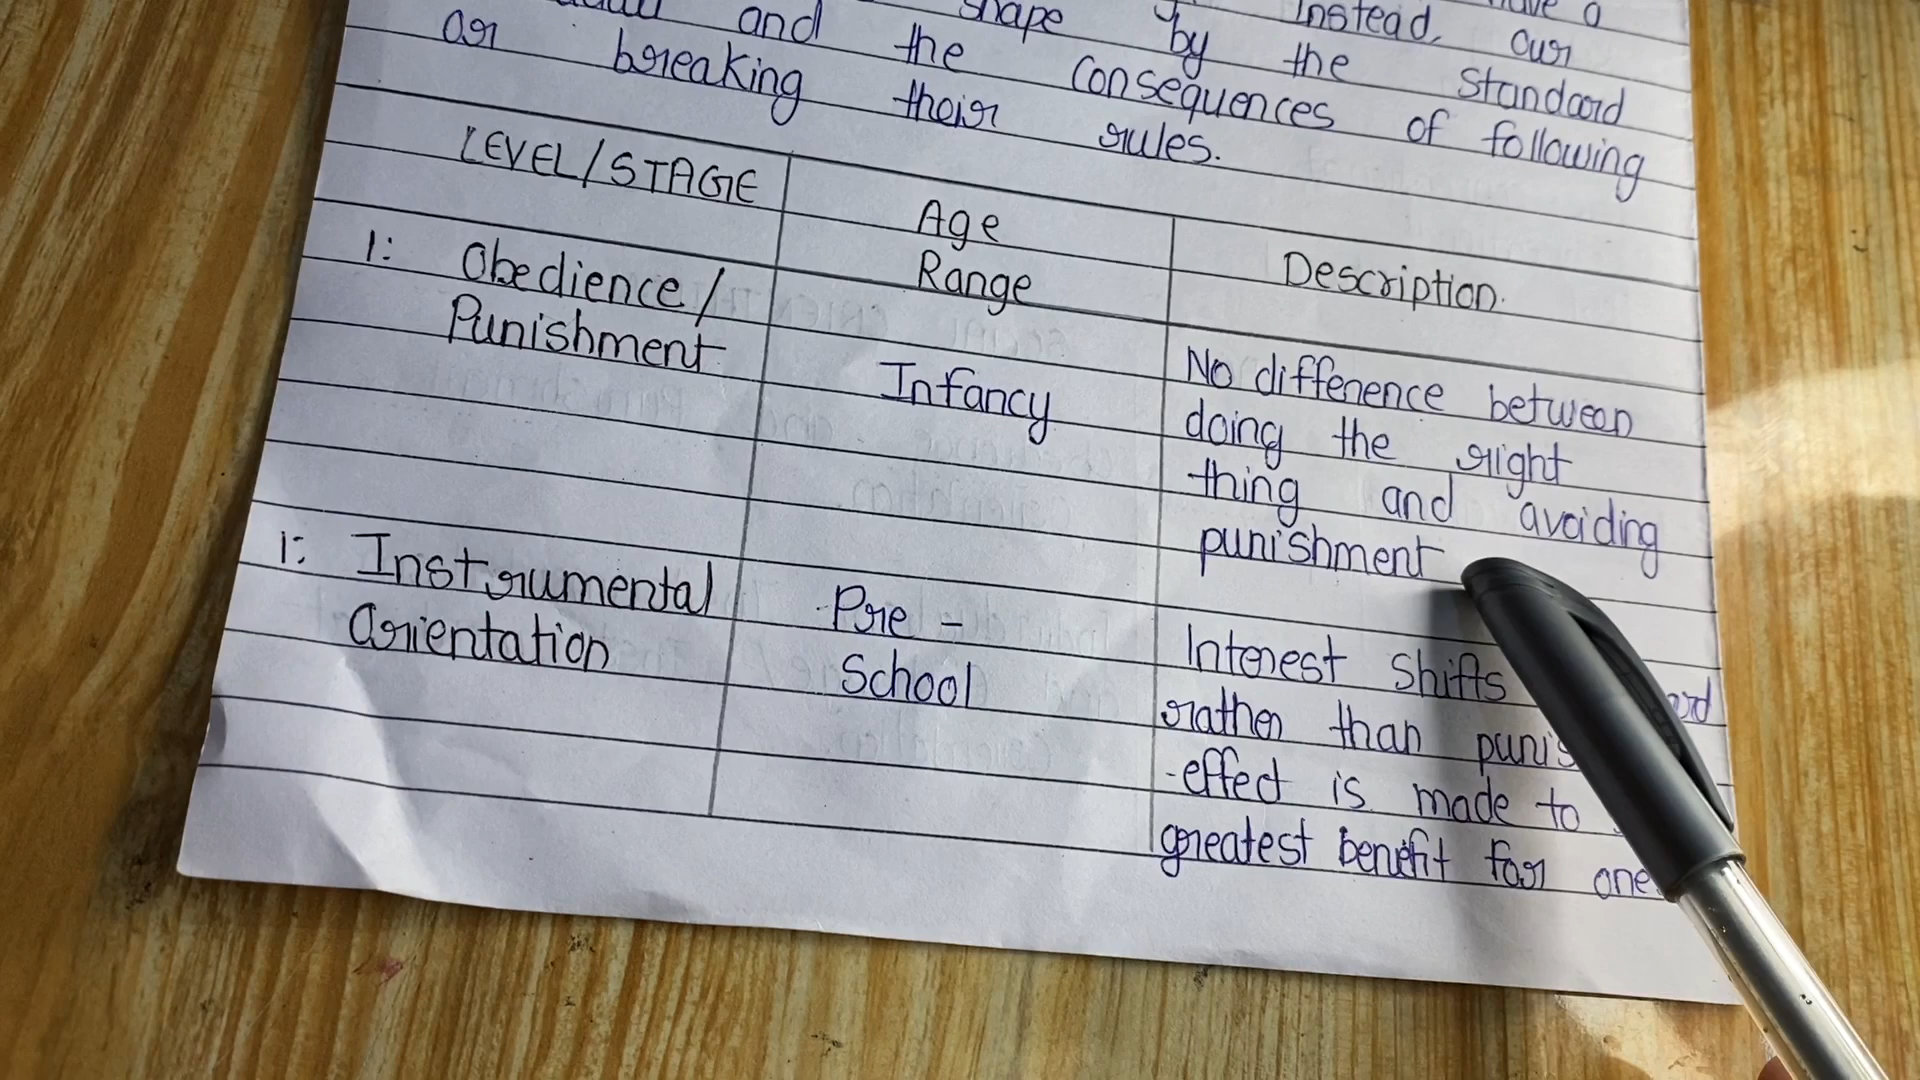 and shape by Instead, our
or breaking the consequences the standard
their rules. of following
LEVEL/STAGE Age Range Description.
1: Obedience/ Infancy No difference between
Punishment doing the right
thing and avoiding
punishment
1: Instrumental Pre - Interest shifts
orientation School rather than
-effect is made to
greatest benefit for one